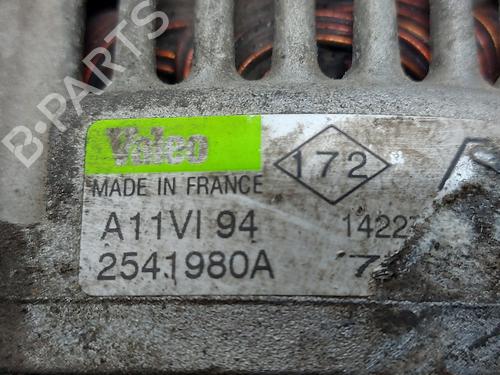 B-PARTS
Valeo
172
MADE IN FRANCE
A11VI 94
2541980A